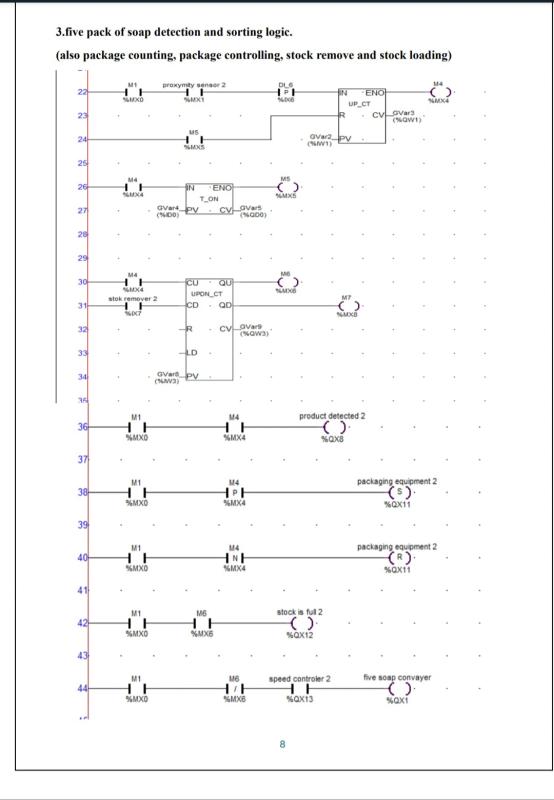 3.five pack of soap detection and sorting logic.
(also package counting, package controlling, stock remove and stock loading)
22 M1 proxymity sensor 2 DI_6 M4
P IN ENO
%MX0 %MX1 %IX6 UP_CT %MX4
23 R CV GVar3
(%QW1)
24 M5 GVar2 PV
%MX5 (%IW1)
25
26 M4 IN ENO M5
%MX4 T_ON %MX5
27 GVar4 PV CV GVar5
(%ID0) (%QD0)
28
29
30 M4 CU QU M6
%MX4 UPDN_CT %MX6
31 stok remover 2 CD QD M7
%IX7 %MX8
32 R CV GVar9
(%QW3)
33 LD
34 GVar8 PV
(%IW3)
35
36 M1 M4 product detected 2
%MX0 %MX4 %QX8
37
38 M1 M4 packaging equipment 2
P S
%MX0 %MX4 %QX11
39
40 M1 M4 packaging equipment 2
N R
%MX0 %MX4 %QX11
41
42 M1 M6 stock is full 2
%MX0 %MX6 %QX12
43
44 M1 M6 speed controler 2 five soap convayer
/
%MX0 %MX6 %QX13 %QX1
8